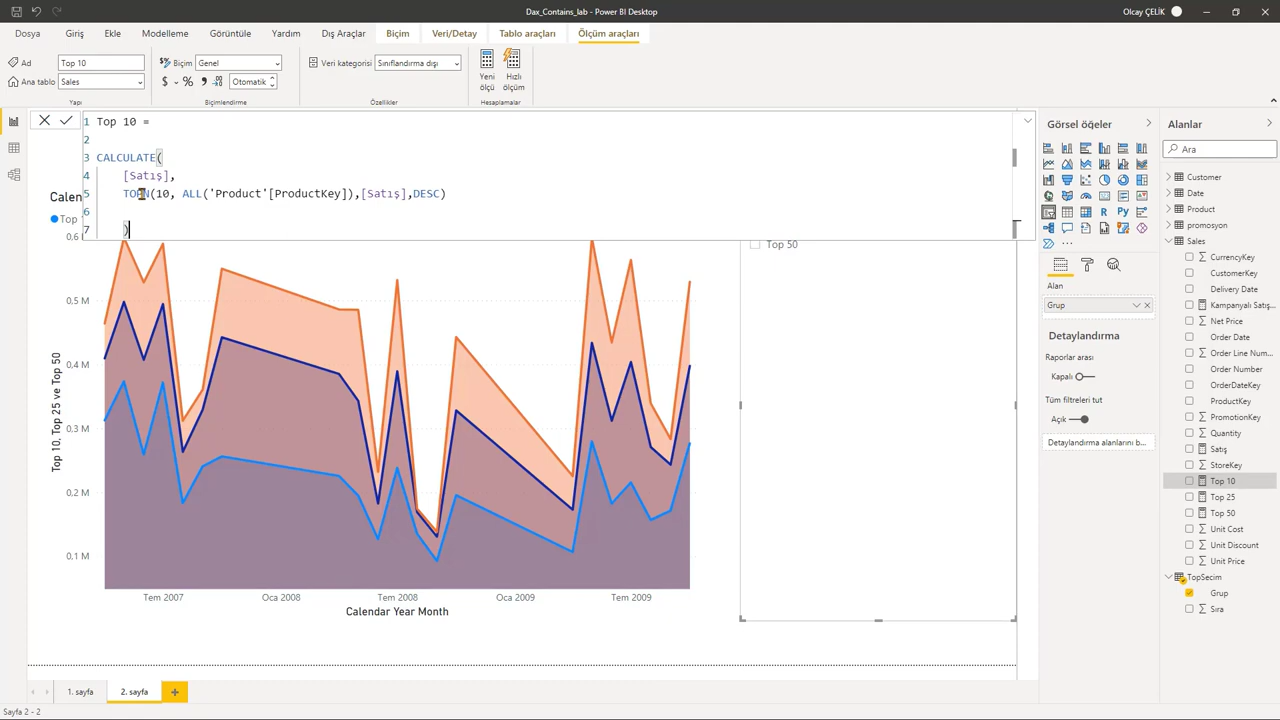 Dax_Contains_lab - Power BI Desktop
Olcay ÇELİK
Dosya
Giriş
Ekle
Modelleme
Görüntüle
Yardım
Dış Araçlar
Biçim
Veri/Detay
Tablo araçları
Ölçüm araçları
Ad
Top 10
Biçim
Genel
Veri kategorisi
Sınıflandırma dışı
Ana tablo
Sales
$
%
Otomatik
Yeni
ölçü
Hızlı
ölçüm
Yapı
Biçimlendirme
Özellikler
Hesaplamalar
1 Top 10 =
2
3 CALCULATE(
4 [Satış],
5 TOPN(10, ALL('Product'[ProductKey]),[Satış],DESC)
6
7 )
Calen
Top
Top 50
0,6
0,5 M
0,4 M
0,3 M
0,2 M
0,1 M
Top 10, Top 25 ve Top 50
Tem 2007
Oca 2008
Tem 2008
Oca 2009
Tem 2009
Calendar Year Month
Görsel öğeler
R
Py
Alan
Grup
Detaylandırma
Raporlar arası
Kapalı
Tüm filtreleri tut
Açık
Detaylandırma alanlarını b...
Alanlar
Ara
Customer
Date
Product
promosyon
Sales
CurrencyKey
CustomerKey
Delivery Date
Kampanyalı Satış...
Net Price
Order Date
Order Line Num...
Order Number
OrderDateKey
ProductKey
PromotionKey
Quantity
Satış
StoreKey
Top 10
Top 25
Top 50
Unit Cost
Unit Discount
Unit Price
TopSecim
Grup
Sıra
1. sayfa
2. sayfa
Sayfa 2 - 2